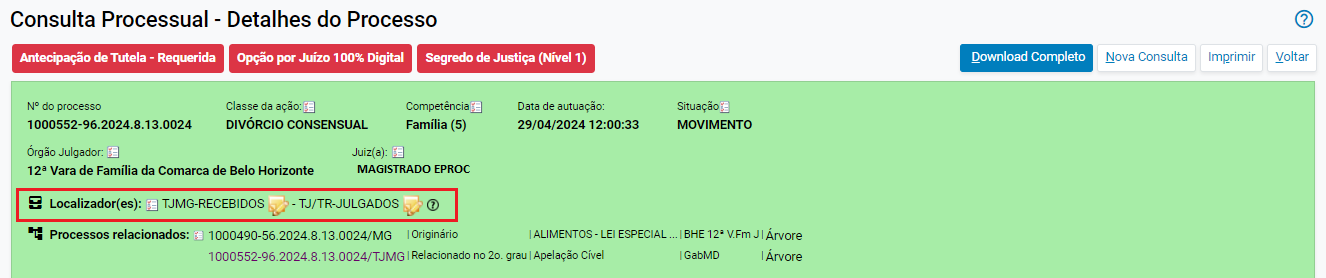 Consulta Processual - Detalhes do Processo
Antecipação de Tutela - Requerida Opção por Juízo 100% Digital Segredo de Justiça (Nível 1) Download Completo Nova Consulta Imprimir Voltar
Nº do processo Classe da ação: Competência Data de autuação: Situação
1000552-96.2024.8.13.0024 DIVÓRCIO CONSENSUAL Família (5) 29/04/2024 12:00:33 MOVIMENTO
Órgão Julgador: Juiz(a):
12ª Vara de Família da Comarca de Belo Horizonte MAGISTRADO EPROC
Localizador(es): TJMG-RECEBIDOS - TJ/TR-JULGADOS
Processos relacionados: 1000490-56.2024.8.13.0024/MG | Originário | ALIMENTOS - LEI ESPECIAL ... | BHE 12ª V.Fm J | Árvore
1000552-96.2024.8.13.0024/TJMG | Relacionado no 2o. grau | Apelação Cível | GabMD | Árvore